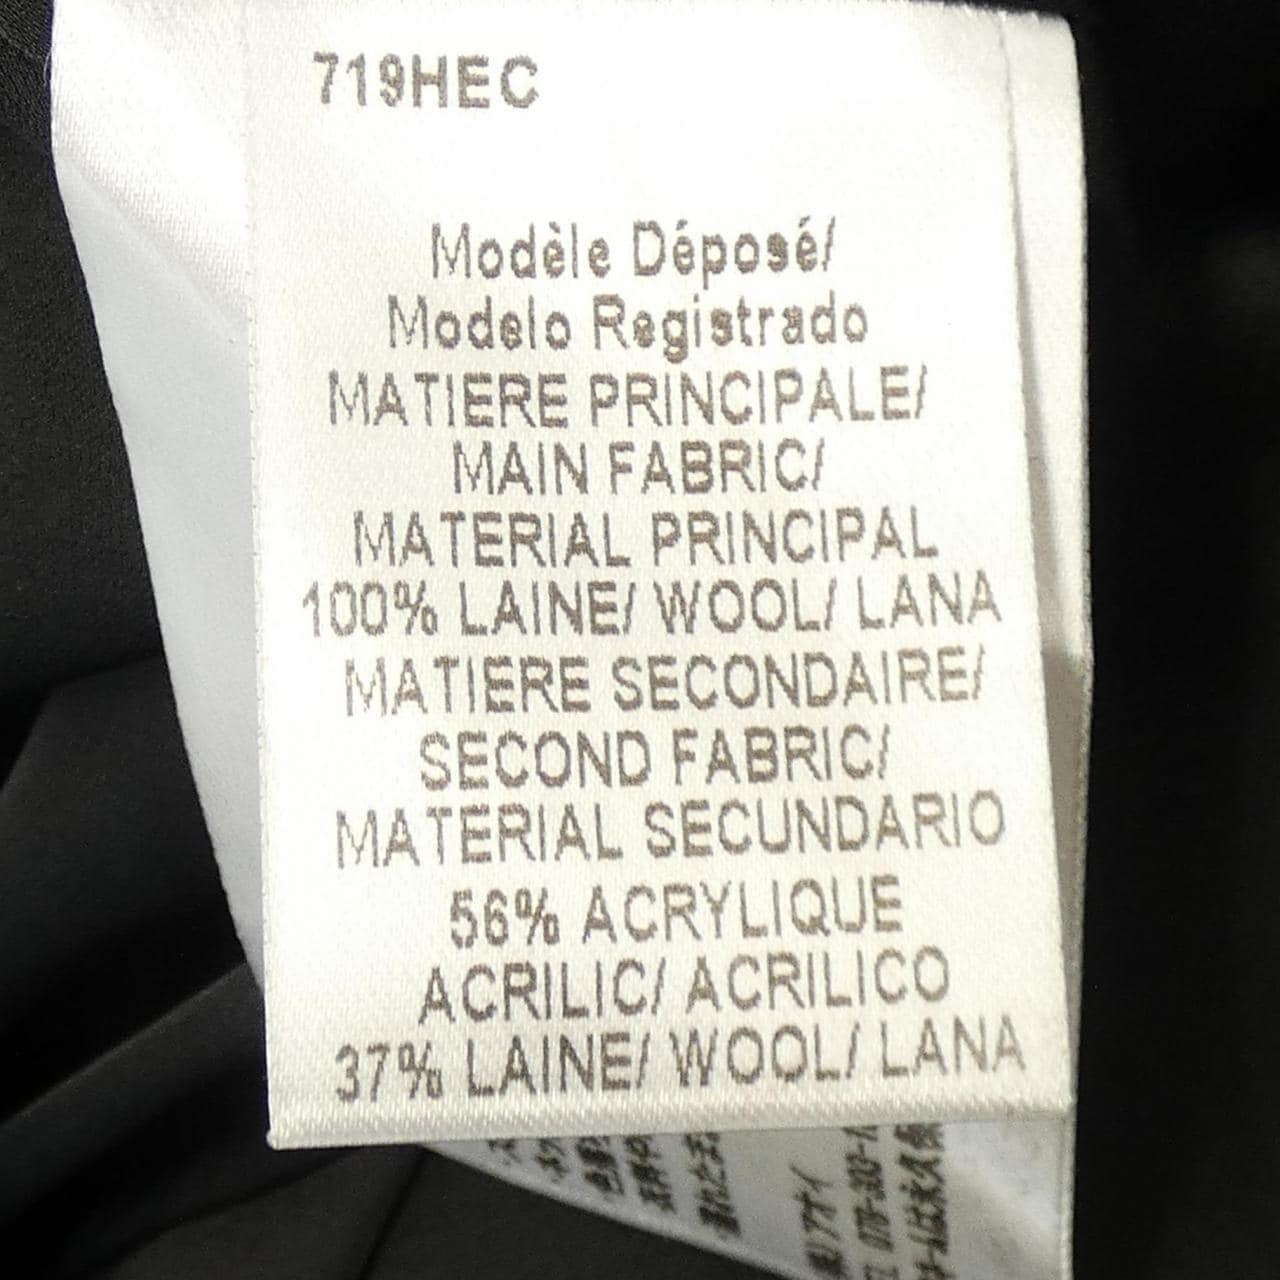 719HEC
Modèle Déposé/
Modelo Registrado
MATIERE PRINCIPALE/
MAIN FABRIC/
MATERIAL PRINCIPAL
100% LAINE/ WOOL/ LANA
MATIERE SECONDAIRE/
SECOND FABRIC/
MATERIAL SECUNDARIO
56% ACRYLIQUE
ACRILIC/ ACRILICO
37% LAINE/ WOOL/ LANA